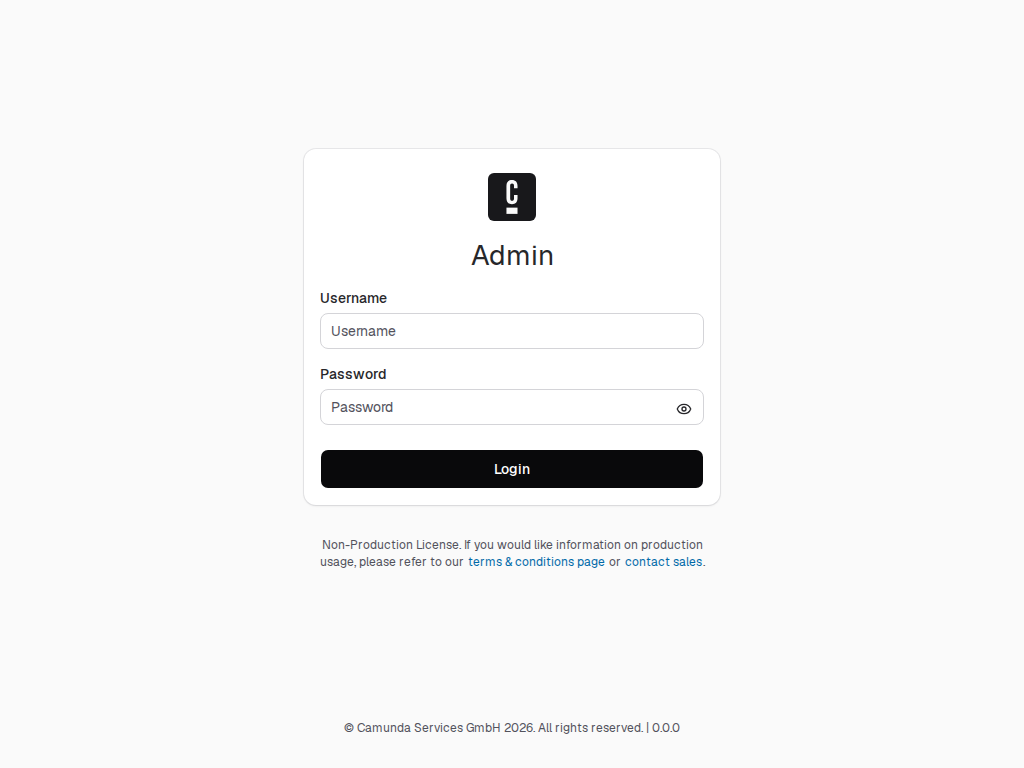 C
Admin
Username
Username
Password
Password
Login
Non-Production License. If you would like information on production
usage, please refer to our terms & conditions page or contact sales.
© Camunda Services GmbH 2026. All rights reserved. | 0.0.0